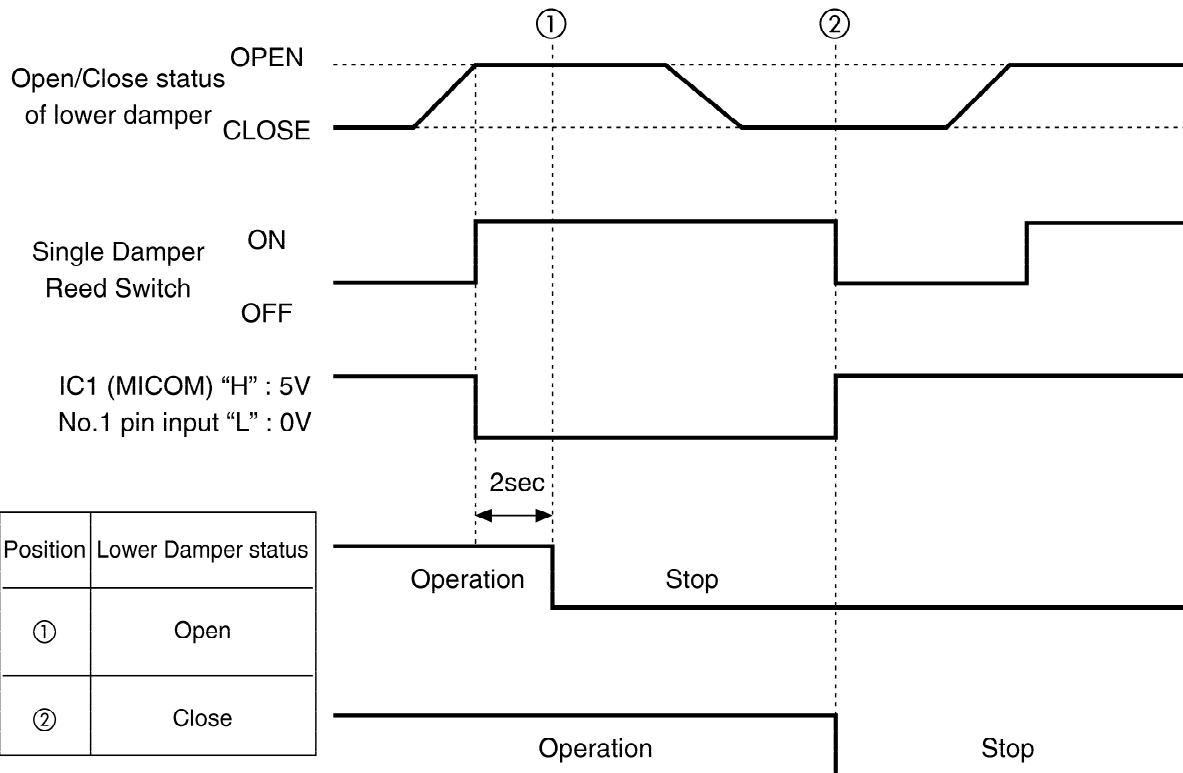 ① ②
OPEN
Open/Close status
of lower damper
CLOSE
ON
Single Damper
Reed Switch
OFF
IC1 (MICOM) “H” : 5V
No.1 pin input “L” : 0V
2sec
Position Lower Damper status
① Open
② Close
Operation Stop
Operation Stop